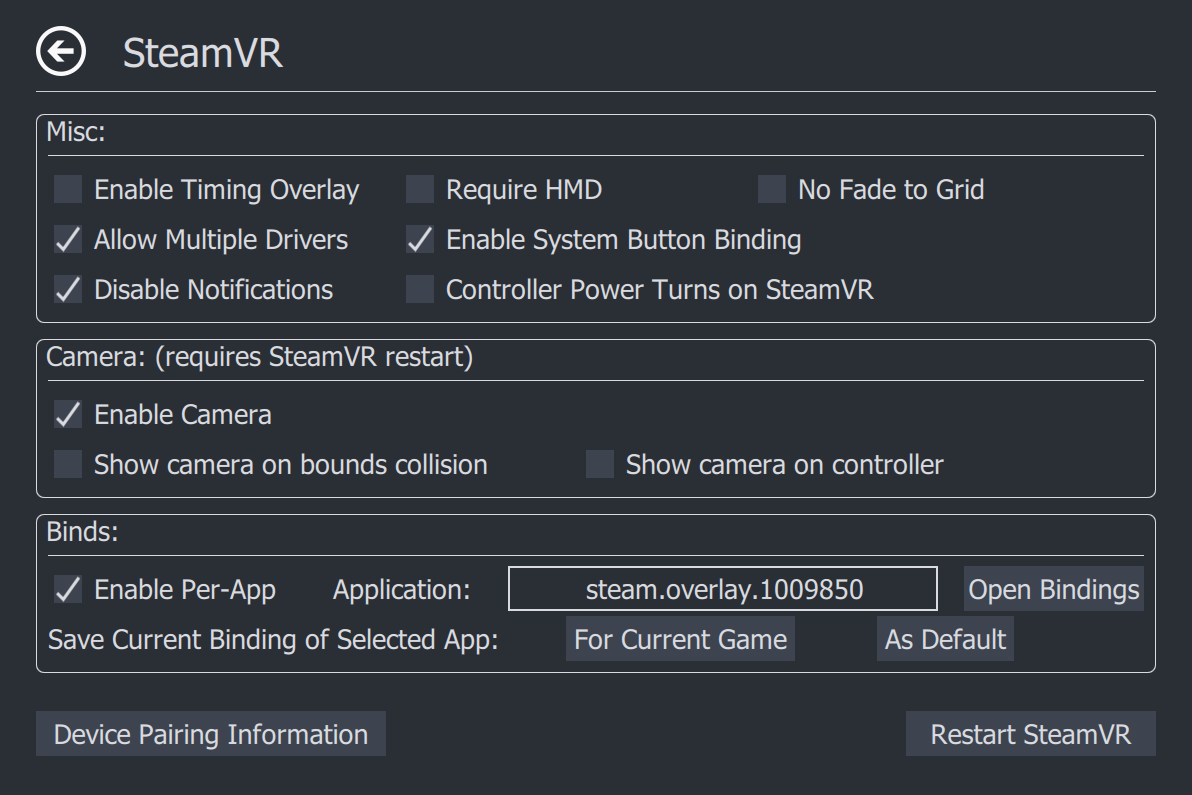 SteamVR
Misc:
Enable Timing Overlay Require HMD No Fade to Grid
Allow Multiple Drivers Enable System Button Binding
Disable Notifications Controller Power Turns on SteamVR
Camera: (requires SteamVR restart)
Enable Camera
Show camera on bounds collision Show camera on controller
Binds:
Enable Per-App Application: steam.overlay.1009850 Open Bindings
Save Current Binding of Selected App: For Current Game As Default
Device Pairing Information Restart SteamVR